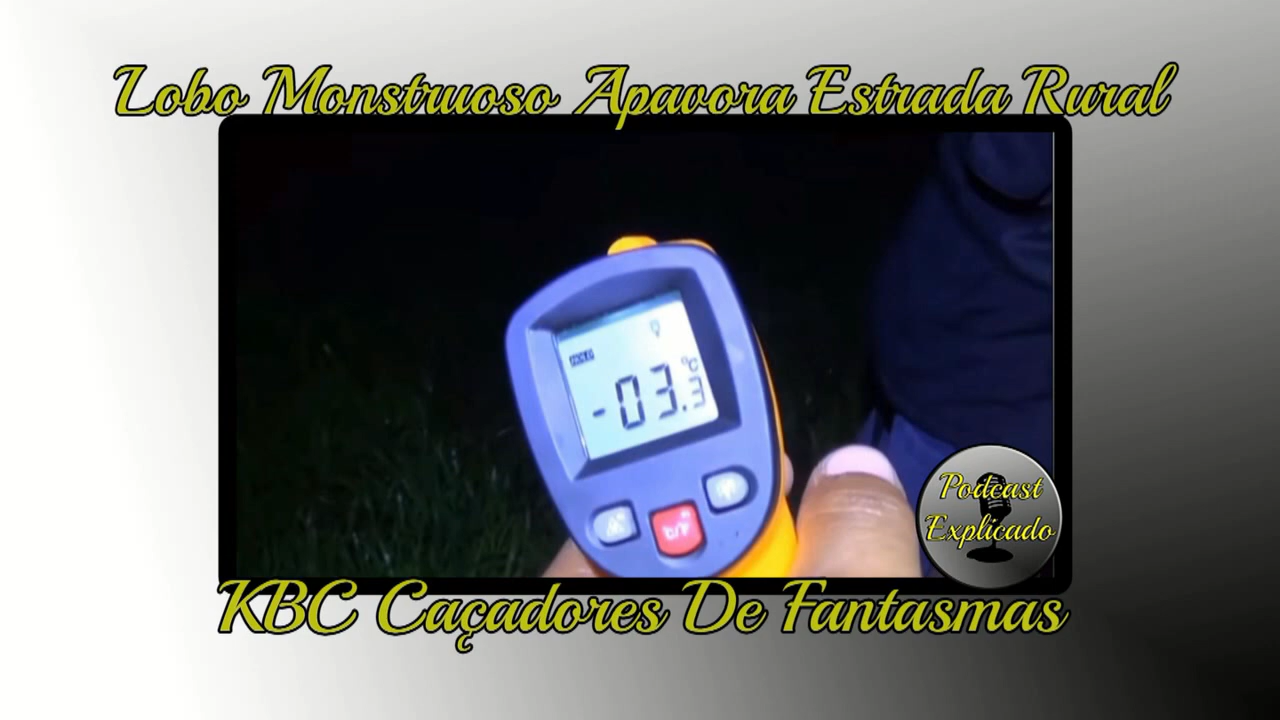 Lobo Monstruoso Apavora Estrada Rural
-03.3 °C
Podcast
Explicado
KBC Caçadores De Fantasmas